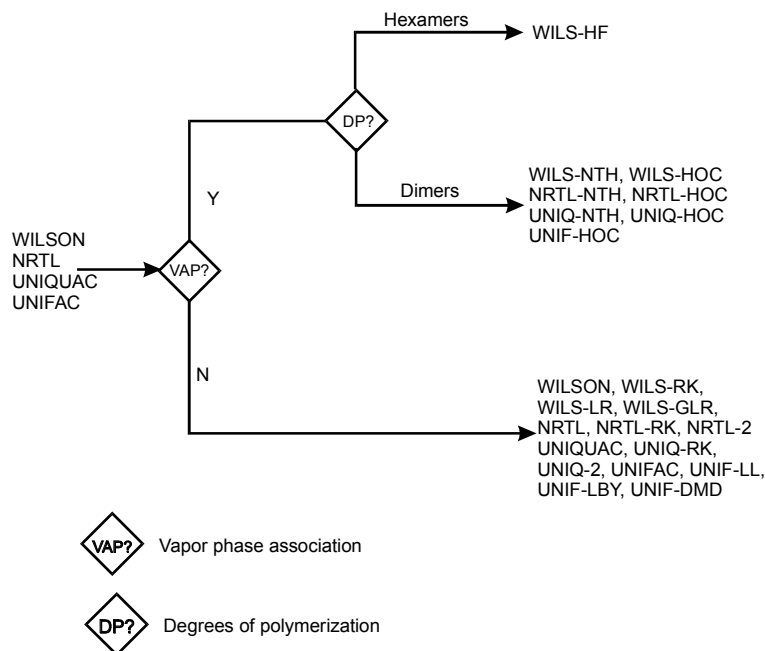 Hexamers
WILS-HF
DP?
Dimers
WILS-NTH, WILS-HOC
NRTL-NTH, NRTL-HOC
UNIQ-NTH, UNIQ-HOC
UNIF-HOC
Y
WILSON
NRTL
UNIQUAC
UNIFAC
VAP?
N
WILSON, WILS-RK,
WILS-LR, WILS-GLR,
NRTL, NRTL-RK, NRTL-2
UNIQUAC, UNIQ-RK,
UNIQ-2, UNIFAC, UNIF-LL,
UNIF-LBY, UNIF-DMD
VAP? Vapor phase association
DP? Degrees of polymerization